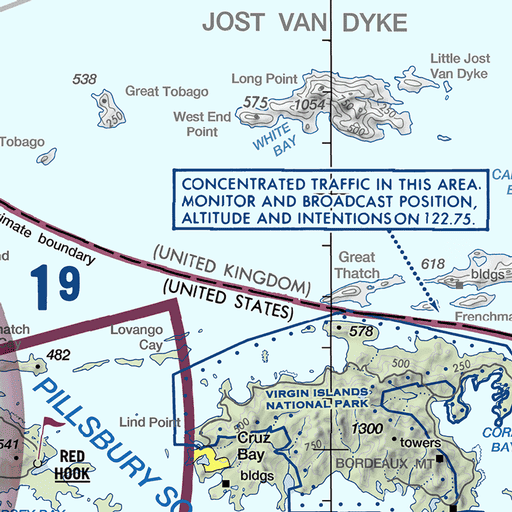 JOST VAN DYKE
Little Jost
Van Dyke
538
Great Tobago
250
Long Point
575
1054
500
West End
Point
WHITE
BAY
Tobago
CONCENTRATED TRAFFIC IN THIS AREA.
MONITOR AND BROADCAST POSITION,
ALTITUDE AND INTENTIONS ON 122.75.
boundary
(UNITED KINGDOM)
(UNITED STATES)
19
Great
Thatch
618
bldgs
Frenchma
578
Lovango
Cay
482
500
250
VIRGIN ISLANDS
NATIONAL PARK
PILLSBURY SO
Lind Point
541
RED
HOOK
Cruz
Bay
bldgs
750
1300
towers
BORDEAUX MT
COR
BAY